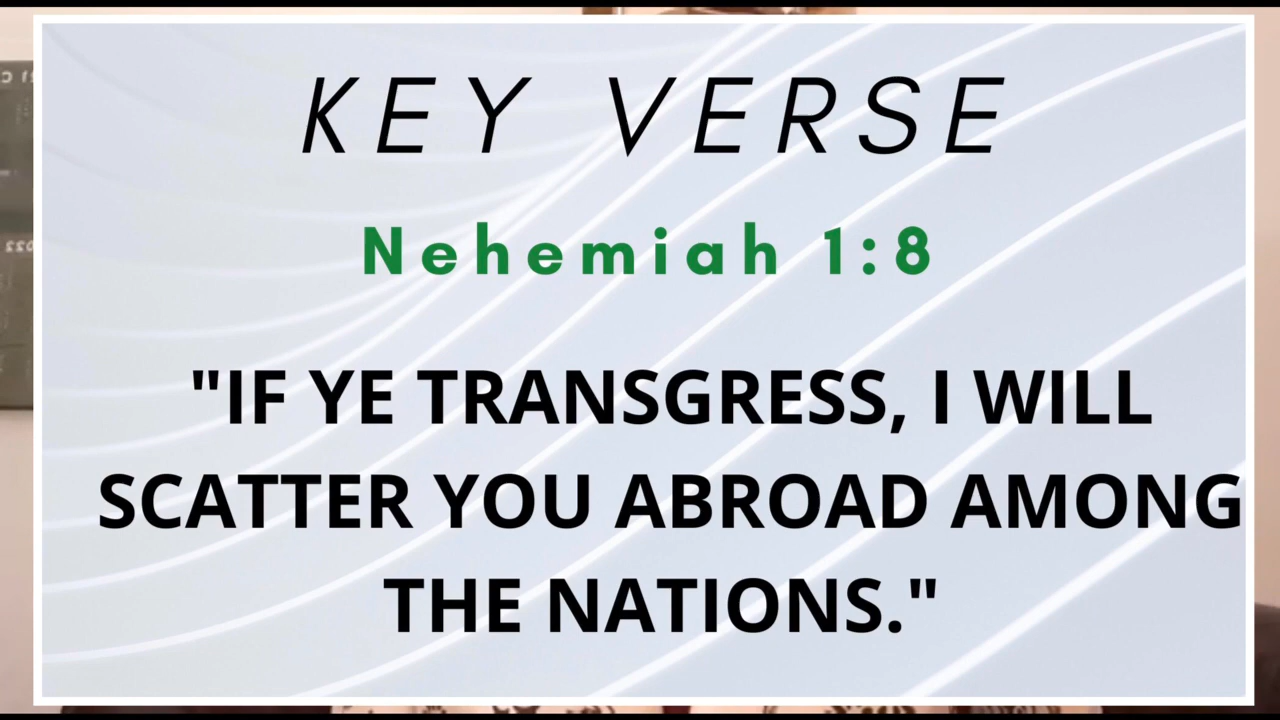 KEY VERSE
Nehemiah 1:8
"IF YE TRANSGRESS, I WILL
SCATTER YOU ABROAD AMONG
THE NATIONS."